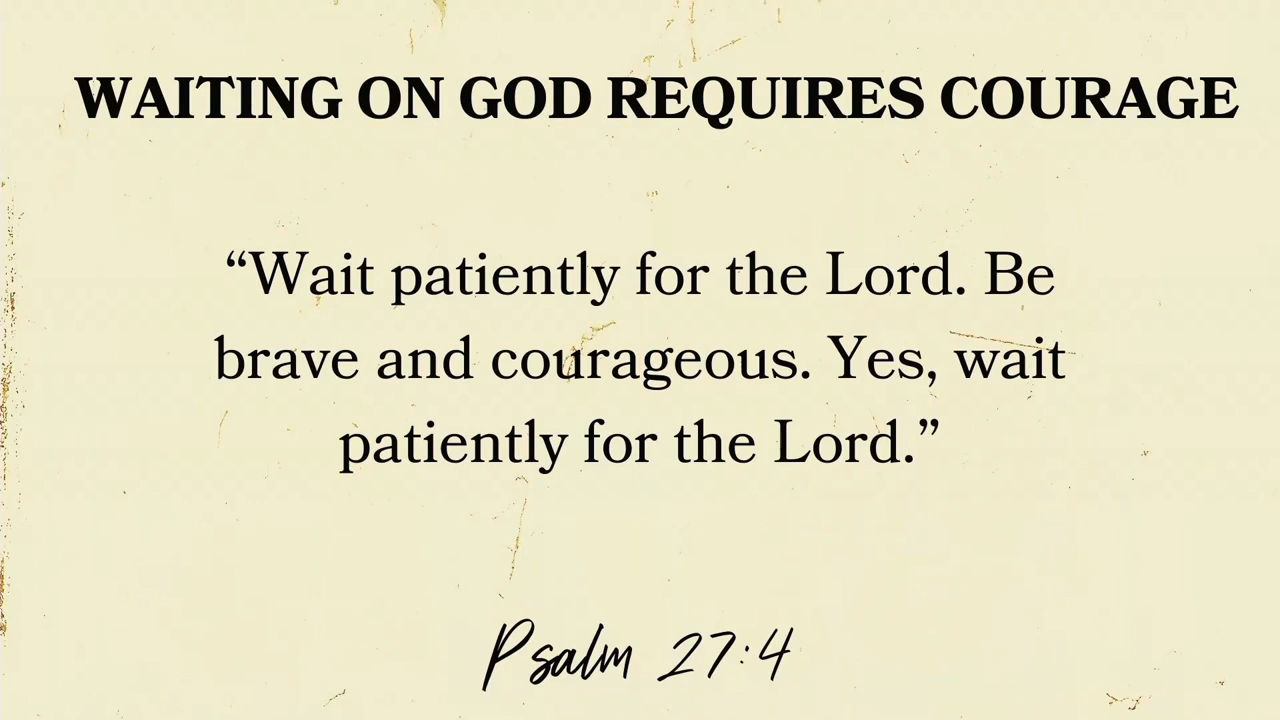 WAITING ON GOD REQUIRES COURAGE
“Wait patiently for the Lord. Be
brave and courageous. Yes, wait
patiently for the Lord.”
Psalm 27:4